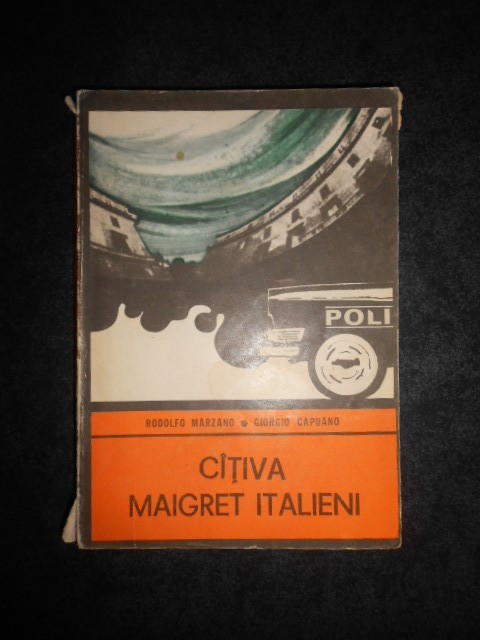 POLI
RODOLFO MARZANO • GIORGIO CAPUANO
CÎȚIVA
MAIGRET ITALIENI